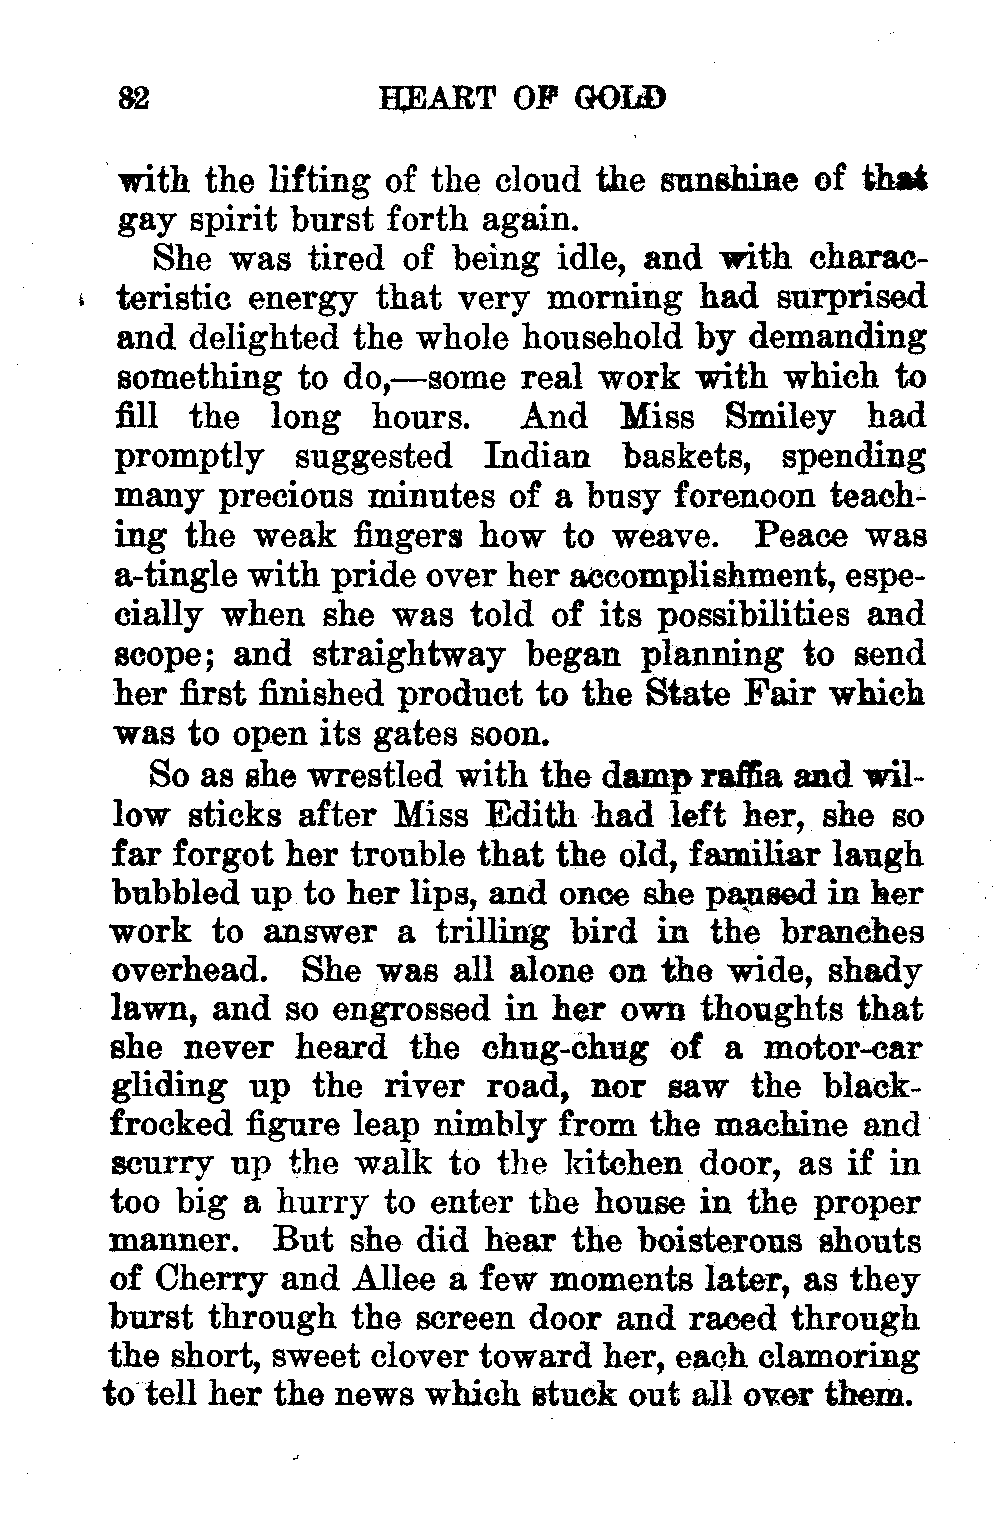 82 HEART OF GOLD
with the lifting of the cloud the sunshine of that
gay spirit burst forth again.
She was tired of being idle, and with charac-
teristic energy that very morning had surprised
and delighted the whole household by demanding
something to do,—some real work with which to
fill the long hours. And Miss Smiley had
promptly suggested Indian baskets, spending
many precious minutes of a busy forenoon teach-
ing the weak fingers how to weave. Peace was
a-tingle with pride over her accomplishment, espe-
cially when she was told of its possibilities and
scope; and straightway began planning to send
her first finished product to the State Fair which
was to open its gates soon.
So as she wrestled with the damp raffia and wil-
low sticks after Miss Edith had left her, she so
far forgot her trouble that the old, familiar laugh
bubbled up to her lips, and once she paused in her
work to answer a trilling bird in the branches
overhead. She was all alone on the wide, shady
lawn, and so engrossed in her own thoughts that
she never heard the chug-chug of a motor-car
gliding up the river road, nor saw the black-
frocked figure leap nimbly from the machine and
scurry up the walk to the kitchen door, as if in
too big a hurry to enter the house in the proper
manner. But she did hear the boisterous shouts
of Cherry and Allee a few moments later, as they
burst through the screen door and raced through
the short, sweet clover toward her, each clamoring
to tell her the news which stuck out all over them.